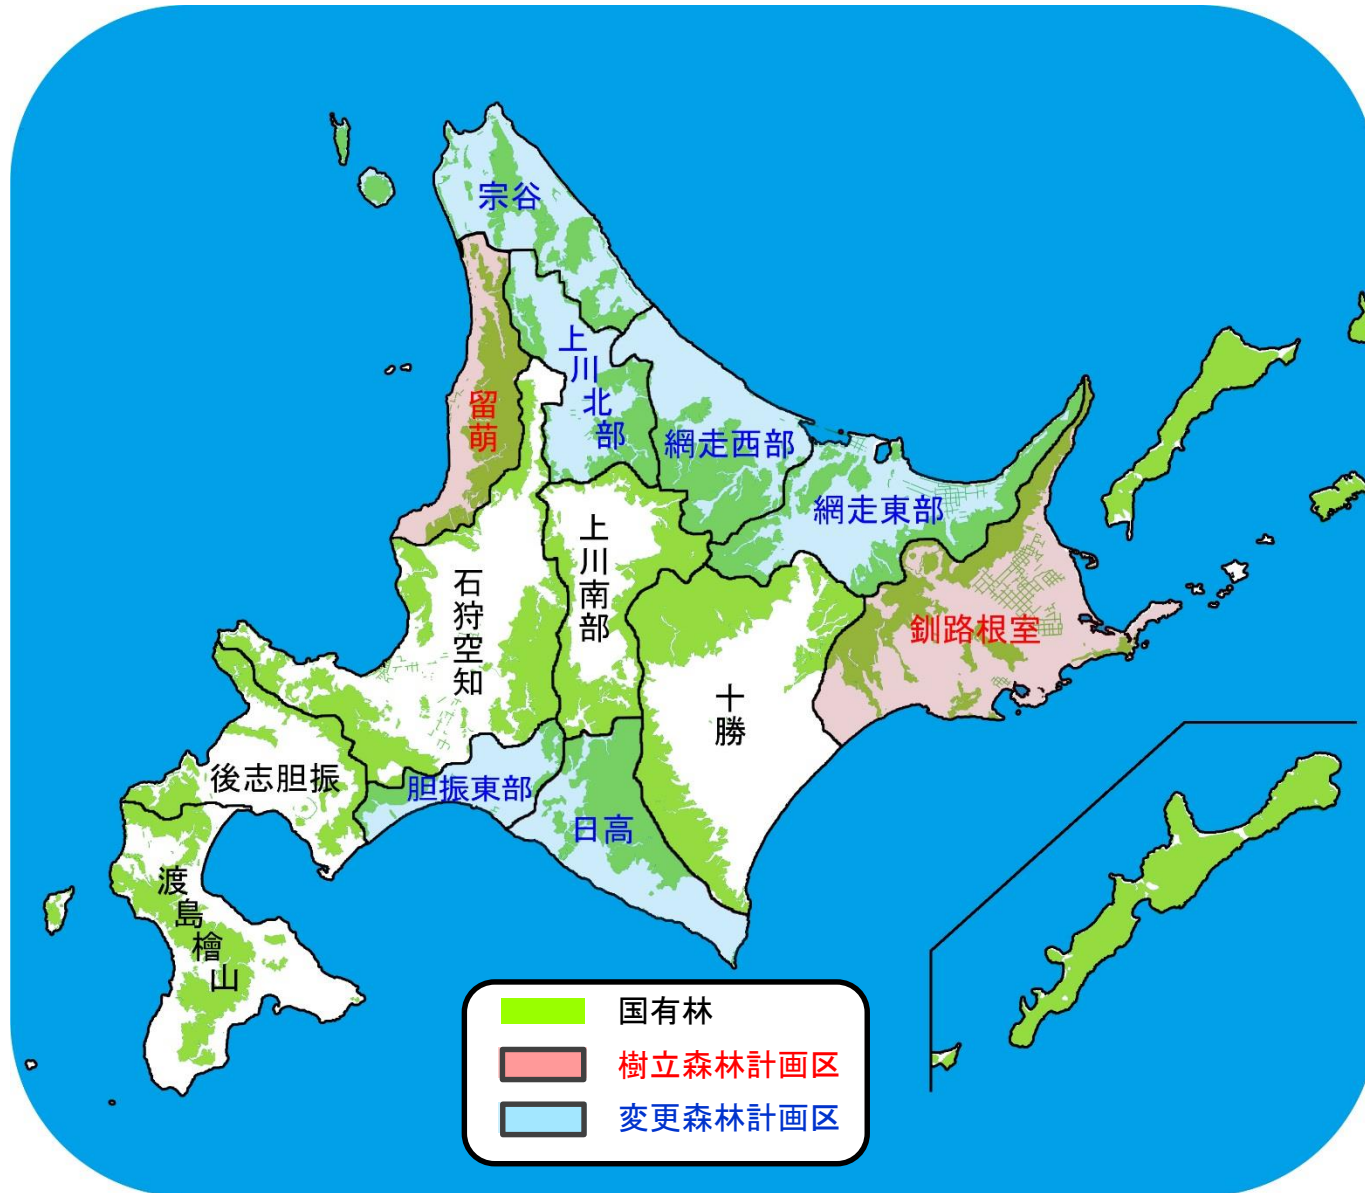 宗谷
上川北部
留萌
網走西部
網走東部
上川南部
石狩空知
釧路根室
十勝
後志胆振
胆振東部
日高
渡島檜山
国有林
樹立森林計画区
変更森林計画区